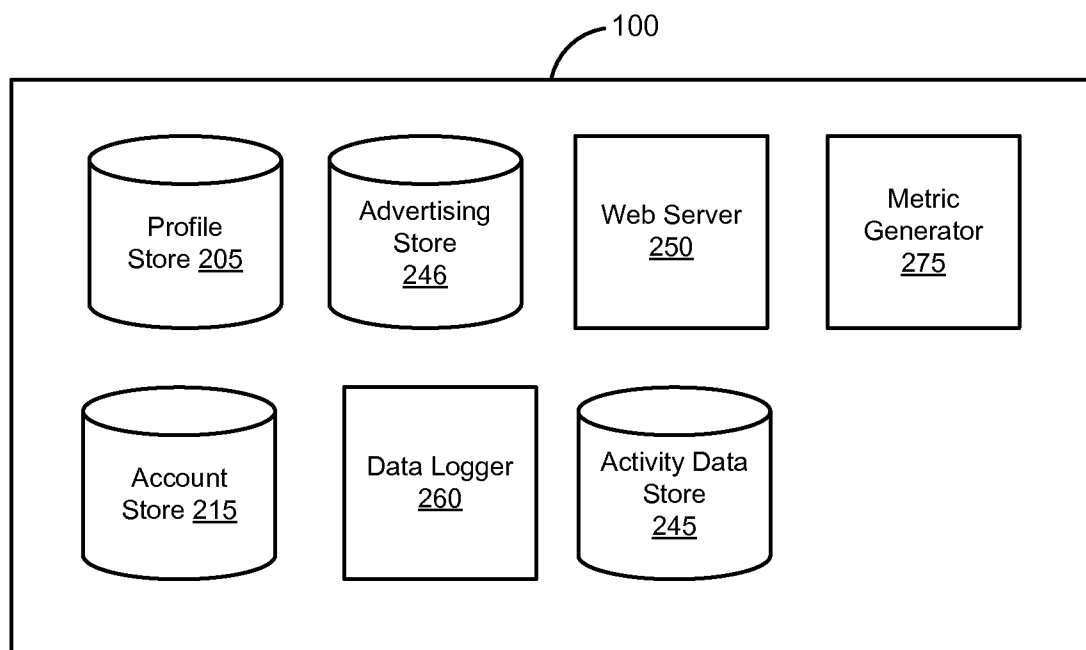 100
Profile
Store 205
Advertising
Store
246
Web Server
250
Metric
Generator
275
Account
Store 215
Data Logger
260
Activity Data
Store
245